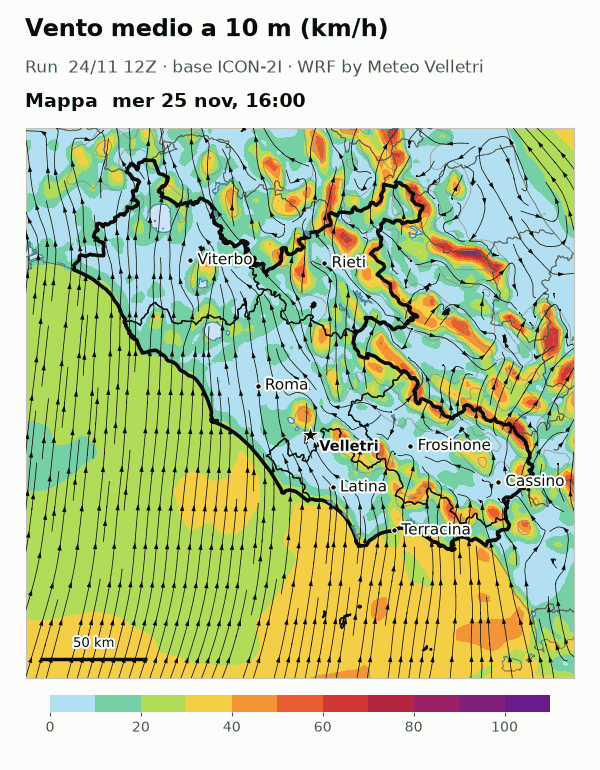 Vento medio a 10 m (km/h)
Run 24/11 12Z · base ICON-2I · WRF by Meteo Velletri
Mappa mer 25 nov, 16:00
Viterbo
Rieti
Roma
Velletri
Frosinone
Latina
Cassino
Terracina
50 km
0 20 40 60 80 100